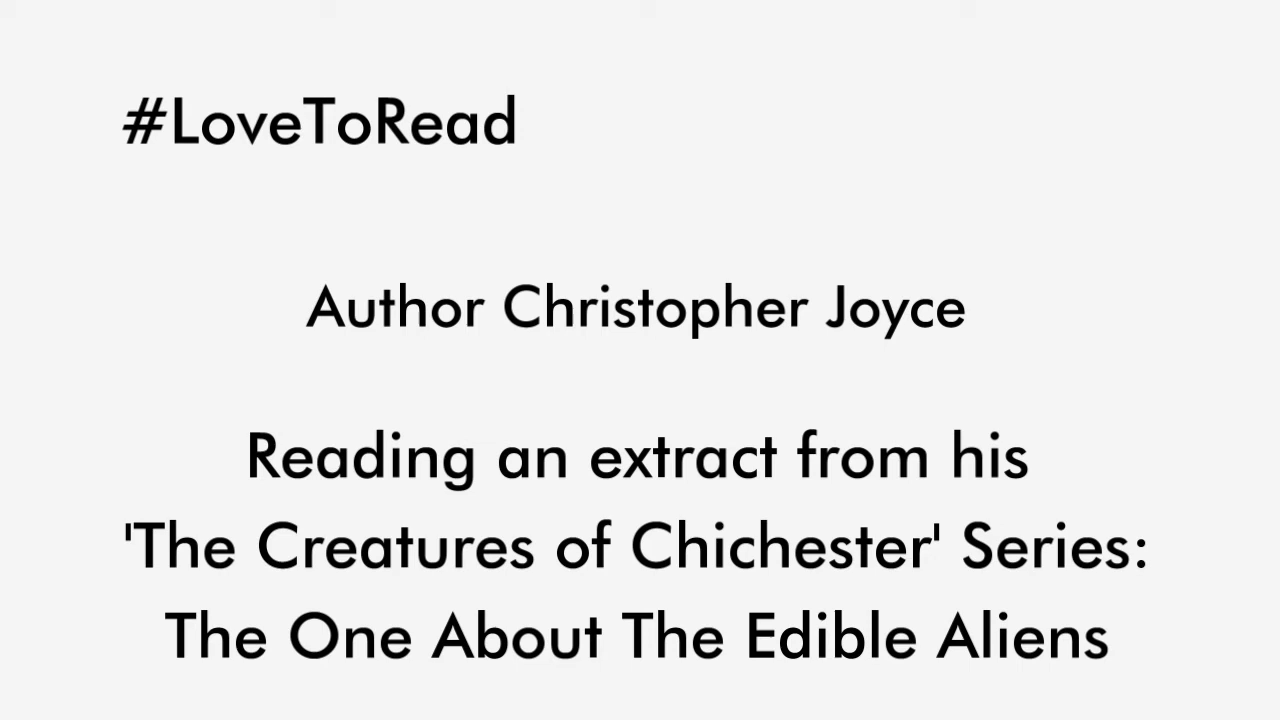 #LoveToRead
Author Christopher Joyce
Reading an extract from his
'The Creatures of Chichester' Series:
The One About The Edible Aliens